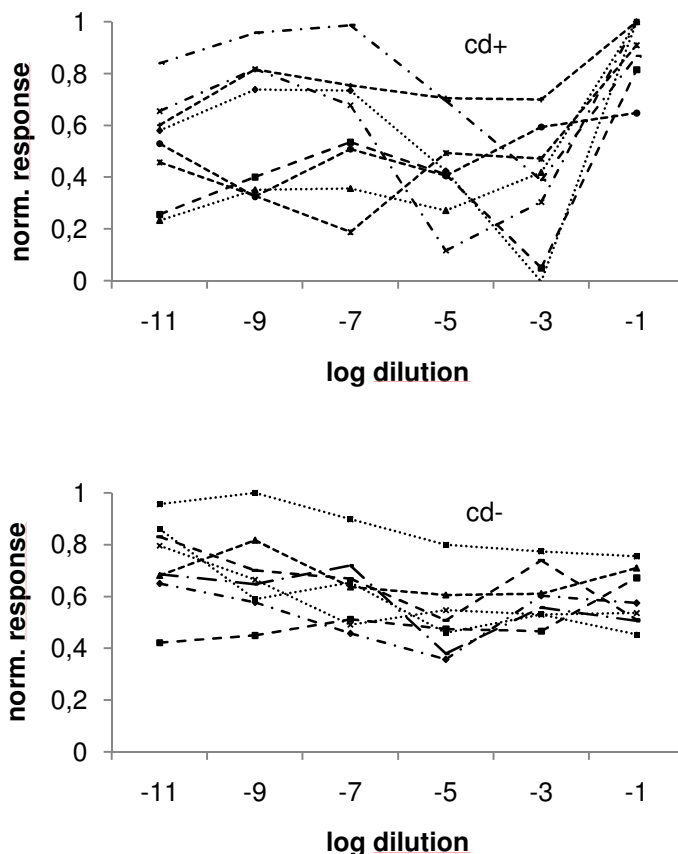 1
cd+
0,8
0,6
0,4
0,2
0
norm. response
-11 -9 -7 -5 -3 -1
log dilution
1
cd-
0,8
0,6
0,4
0,2
0
norm. response
-11 -9 -7 -5 -3 -1
log dilution